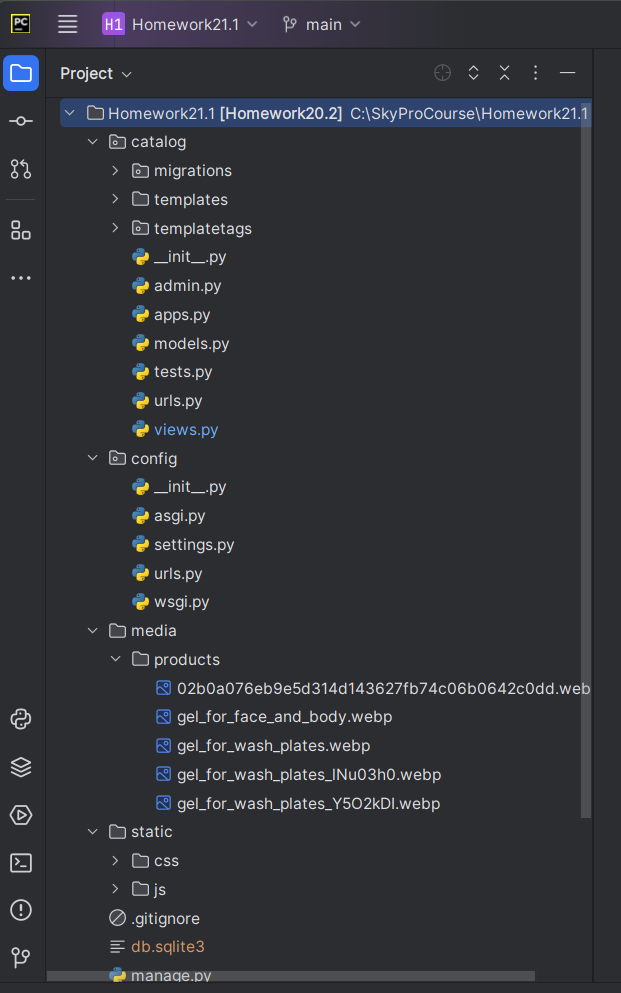 PC H1 Homework21.1 main
Project
Homework21.1 [Homework20.2] C:\SkyProCourse\Homework21.1
catalog
migrations
templates
templatetags
__init__.py
admin.py
apps.py
models.py
tests.py
urls.py
views.py
config
__init__.py
asgi.py
settings.py
urls.py
wsgi.py
media
products
02b0a076eb9e5d314d143627fb74c06b0642c0dd.web
gel_for_face_and_body.webp
gel_for_wash_plates.webp
gel_for_wash_plates_lNu03h0.webp
gel_for_wash_plates_Y5O2kDI.webp
static
css
js
.gitignore
db.sqlite3
manage.py